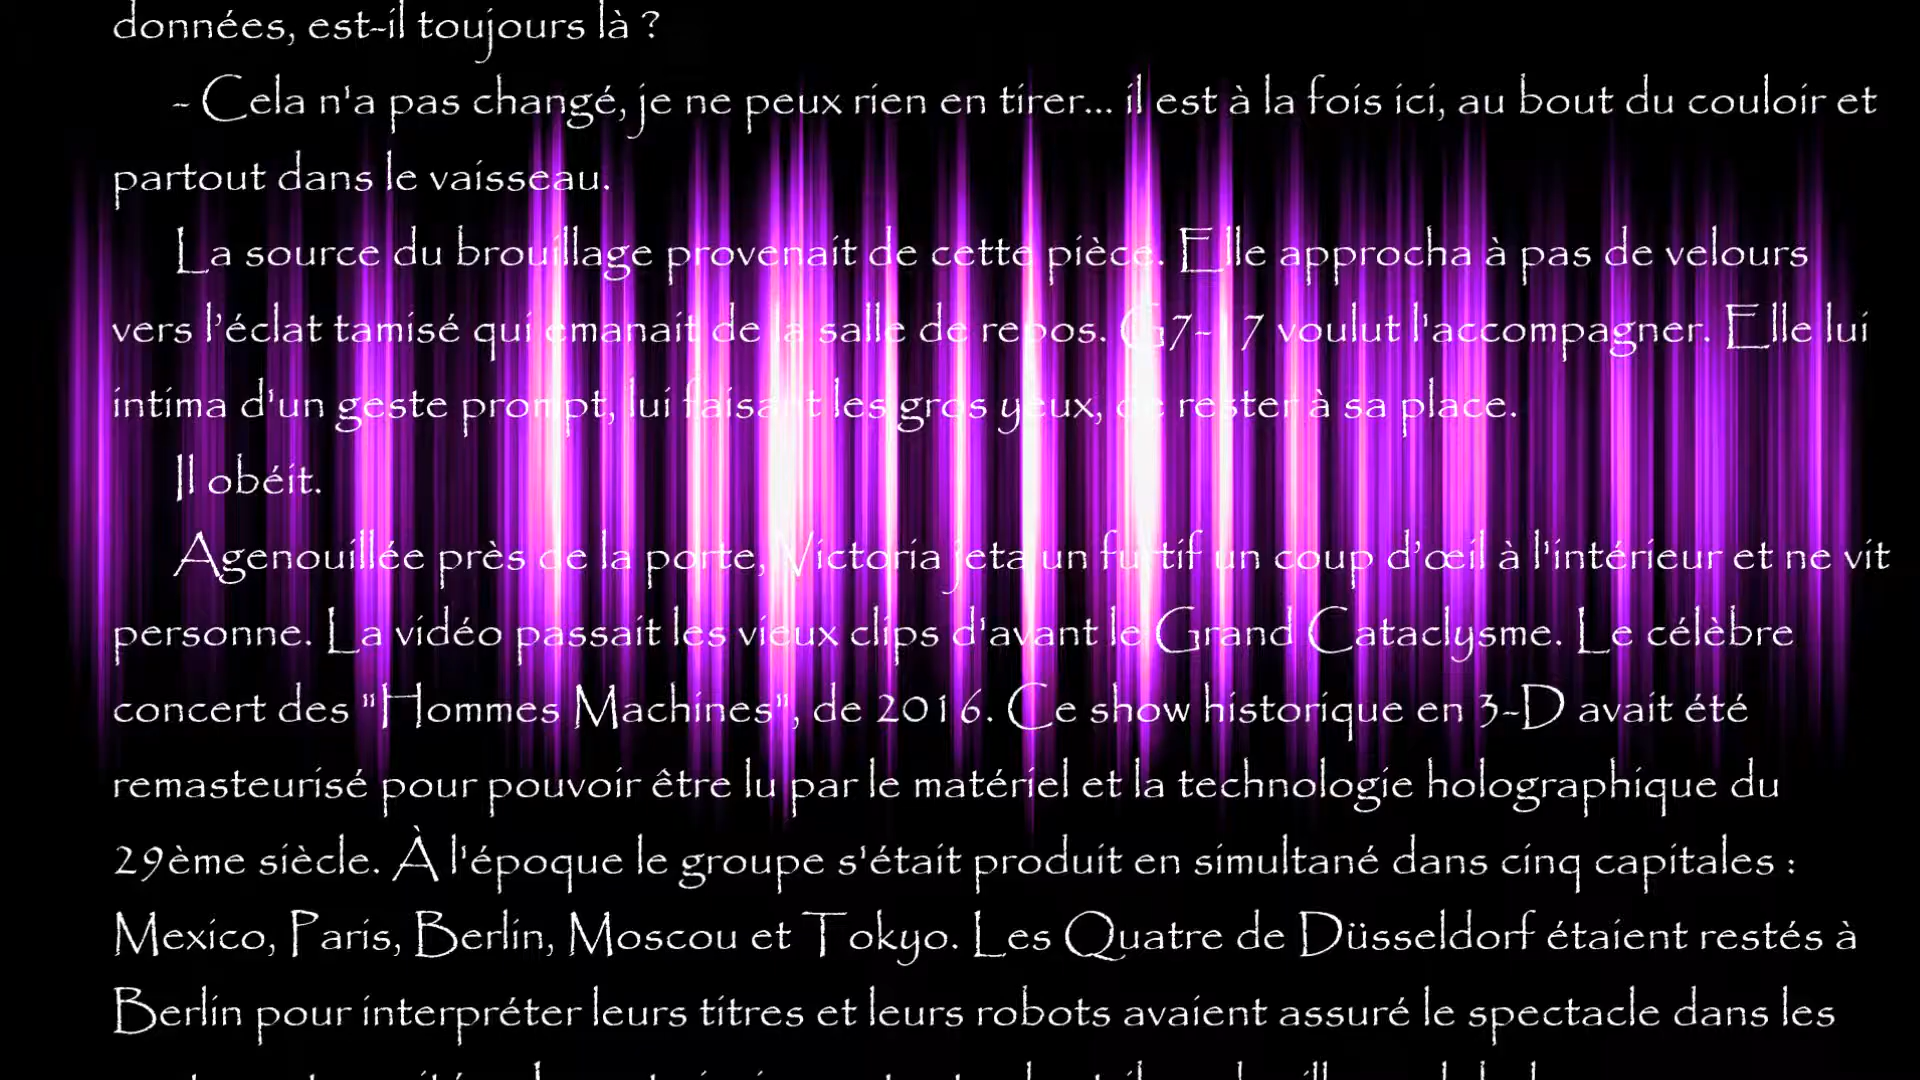 données, est-il toujours là ?
- Cela n'a pas changé, je ne peux rien en tirer... il est à la fois ici, au bout du couloir et
partout dans le vaisseau.
La source du brouillage provenait de cette pièce. Elle approcha à pas de velours
vers l'éclat tamisé qui émanait de la salle de repos. G7-17 voulut l'accompagner. Elle lui
intima d'un geste prompt, lui faisant les gros yeux, de rester à sa place.
Il obéit.
Agenouillée près de la porte, Victoria jeta un furtif un coup d'œil à l'intérieur et ne vit
personne. La vidéo passait les vieux clips d'avant le Grand Cataclysme. Le célèbre
concert des "Hommes Machines", de 2016. Ce show historique en 3-D avait été
remasteurisé pour pouvoir être lu par le matériel et la technologie holographique du
29ème siècle. À l'époque le groupe s'était produit en simultané dans cinq capitales :
Mexico, Paris, Berlin, Moscou et Tokyo. Les Quatre de Düsseldorf étaient restés à
Berlin pour interpréter leurs titres et leurs robots avaient assuré le spectacle dans les